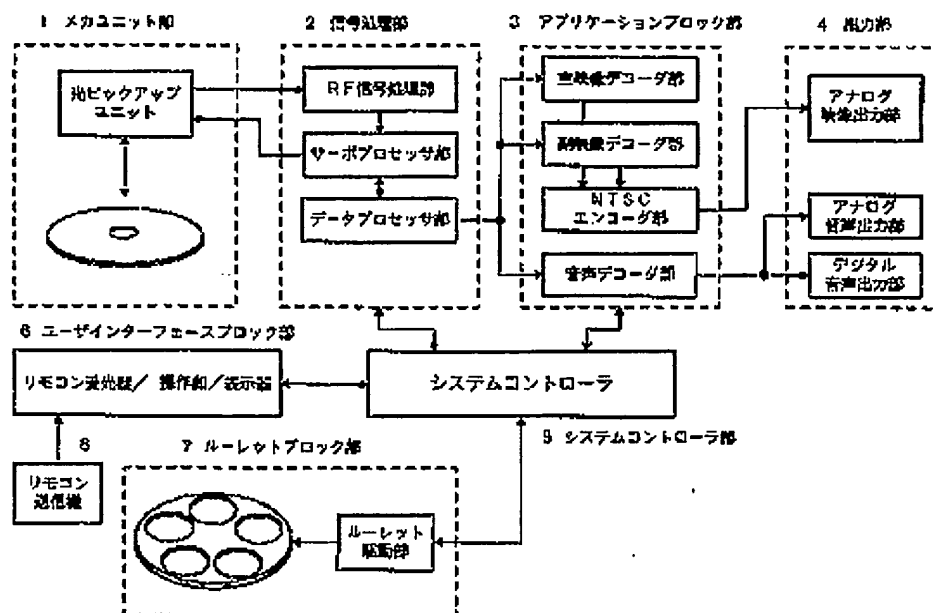 1 メカユニット部
2 信号処理部
3 アプリケーションブロック部
4 出力部
光ピックアップ
ユニット
RF信号処理部
サーボプロセッサ部
データプロセッサ部
主映像デコーダ部
副映像デコーダ部
NTSC
エンコーダ部
音声デコーダ部
アナログ
映像出力部
アナログ
音声出力部
デジタル
音声出力部
6 ユーザインターフェースブロック部
リモコン受光器/ 操作卸/表示器
システムコントローラ
5 システムコントローラ部
8
リモコン
送信機
7 ルーレットブロック部
ルーレット
駆動部